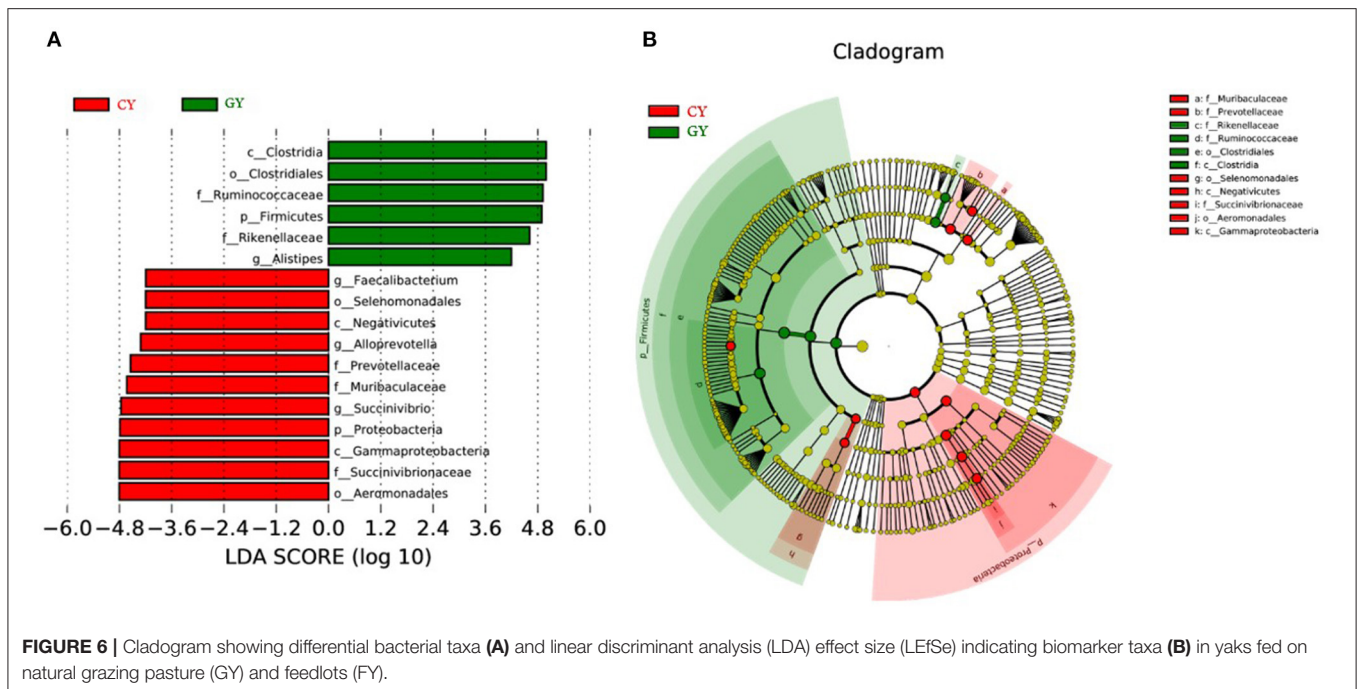 A
CY
GY
c__Clostridia
o__Clostridiales
f__Ruminococcaceae
p__Firmicutes
f__Rikenellaceae
g__Alistipes
g__Faecalibacterium
o__Selehomonadales
c__Negativicutes
g__Alloprevotella
f__Prevotellaceae
f__Muribaculaceae
g__Succinivibrio
p__Proteobacteria
c__Gammaproteobacteria
f__Succinivibrionaceae
o__Aeromonadales
−6.0 −4.8 −3.6 −2.4 −1.2 0.0 1.2 2.4 3.6 4.8 6.0
LDA SCORE (log 10)
B
Cladogram
CY
GY
a: f__Muribaculaceae
b: f__Prevotellaceae
c: f__Rikenellaceae
d: f__Ruminococcaceae
e: o__Clostridiales
f: c__Clostridia
g: o__Selenomonadales
h: c__Negativicutes
i: f__Succinivibrionaceae
j: o__Aeromonadales
k: c__Gammaproteobacteria
c
b
a
p__Firmicutes
f
e
d
g
h
i
j
k
p__Proteobacteria
FIGURE 6 | Cladogram showing differential bacterial taxa (A) and linear discriminant analysis (LDA) effect size (LEfSe) indicating biomarker taxa (B) in yaks fed on
natural grazing pasture (GY) and feedlots (FY).